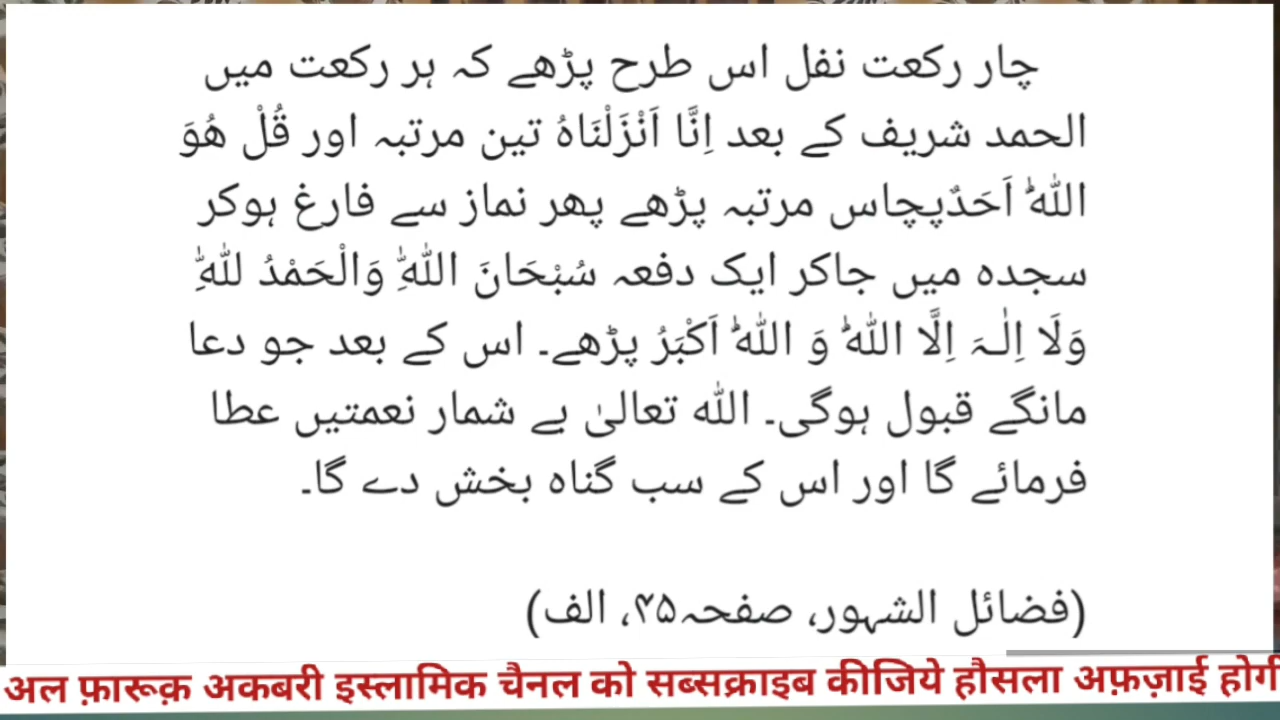 چار رکعت نفل اس طرح پڑھے کہ ہر رکعت میں
الحمد شریف کے بعد اِنَّا اَنْزَلْنَاہُ تین مرتبہ اور قُلْ ھُوَ
اللّٰہُ اَحَدٌپچاس مرتبہ پڑھے پھر نماز سے فارغ ہوکر
سجدہ میں جاکر ایک دفعہ سُبْحَانَ اللّٰہِ وَالْحَمْدُ لِلّٰہِ
وَلَا اِلٰـہَ اِلَّا اللّٰہُ وَ اللّٰہُ اَکْبَرُ پڑھے۔ اس کے بعد جو دعا
مانگے قبول ہوگی۔ اللّٰہ تعالیٰ بے شمار نعمتیں عطا
فرمائے گا اور اس کے سب گناہ بخش دے گا۔
(فضائل الشہور، صفحہ۴۵، الف)
अल फ़ारूक़ अकबरी इस्लामिक चैनल को सब्सक्राइब कीजिये हौसला अफ़ज़ाई होगी